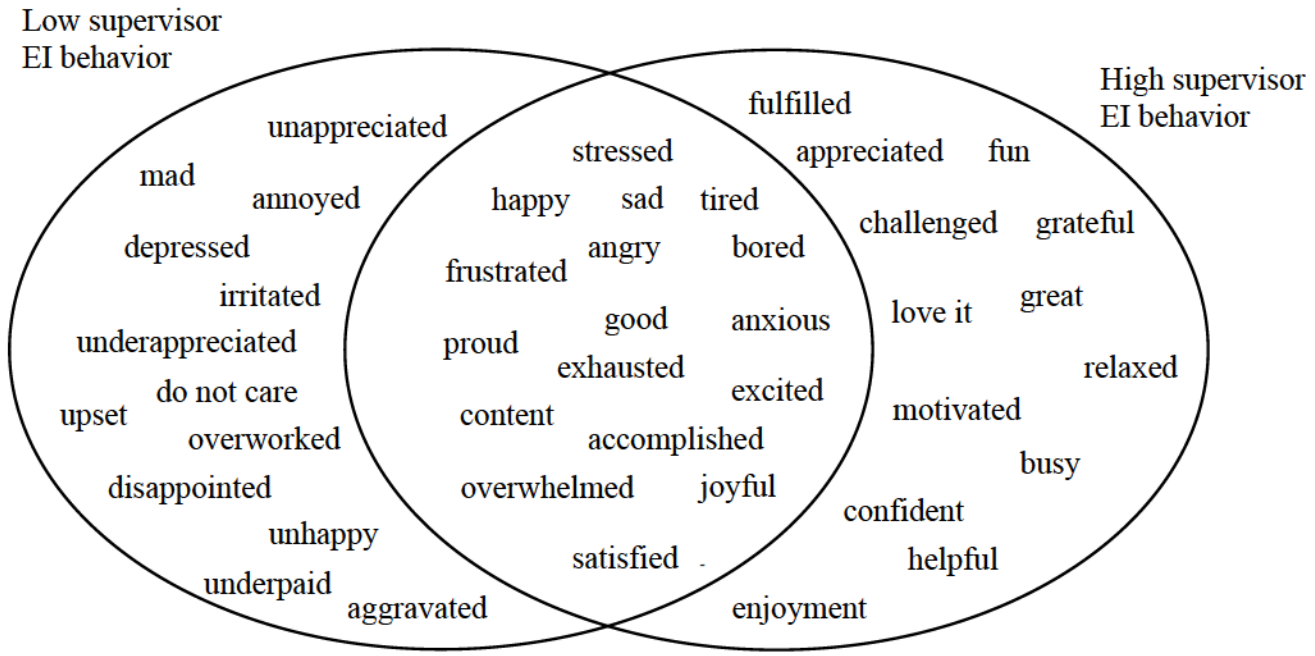 Low supervisor
EI behavior
High supervisor
EI behavior
unappreciated
mad
annoyed
depressed
irritated
underappreciated
do not care
upset
overworked
disappointed
unhappy
underpaid
aggravated
stressed
happy sad tired
angry bored
frustrated
good anxious
proud
exhausted
excited
content
accomplished
overwhelmed joyful
satisfied
fulfilled
appreciated fun
challenged grateful
love it great
relaxed
motivated
busy
confident
helpful
enjoyment